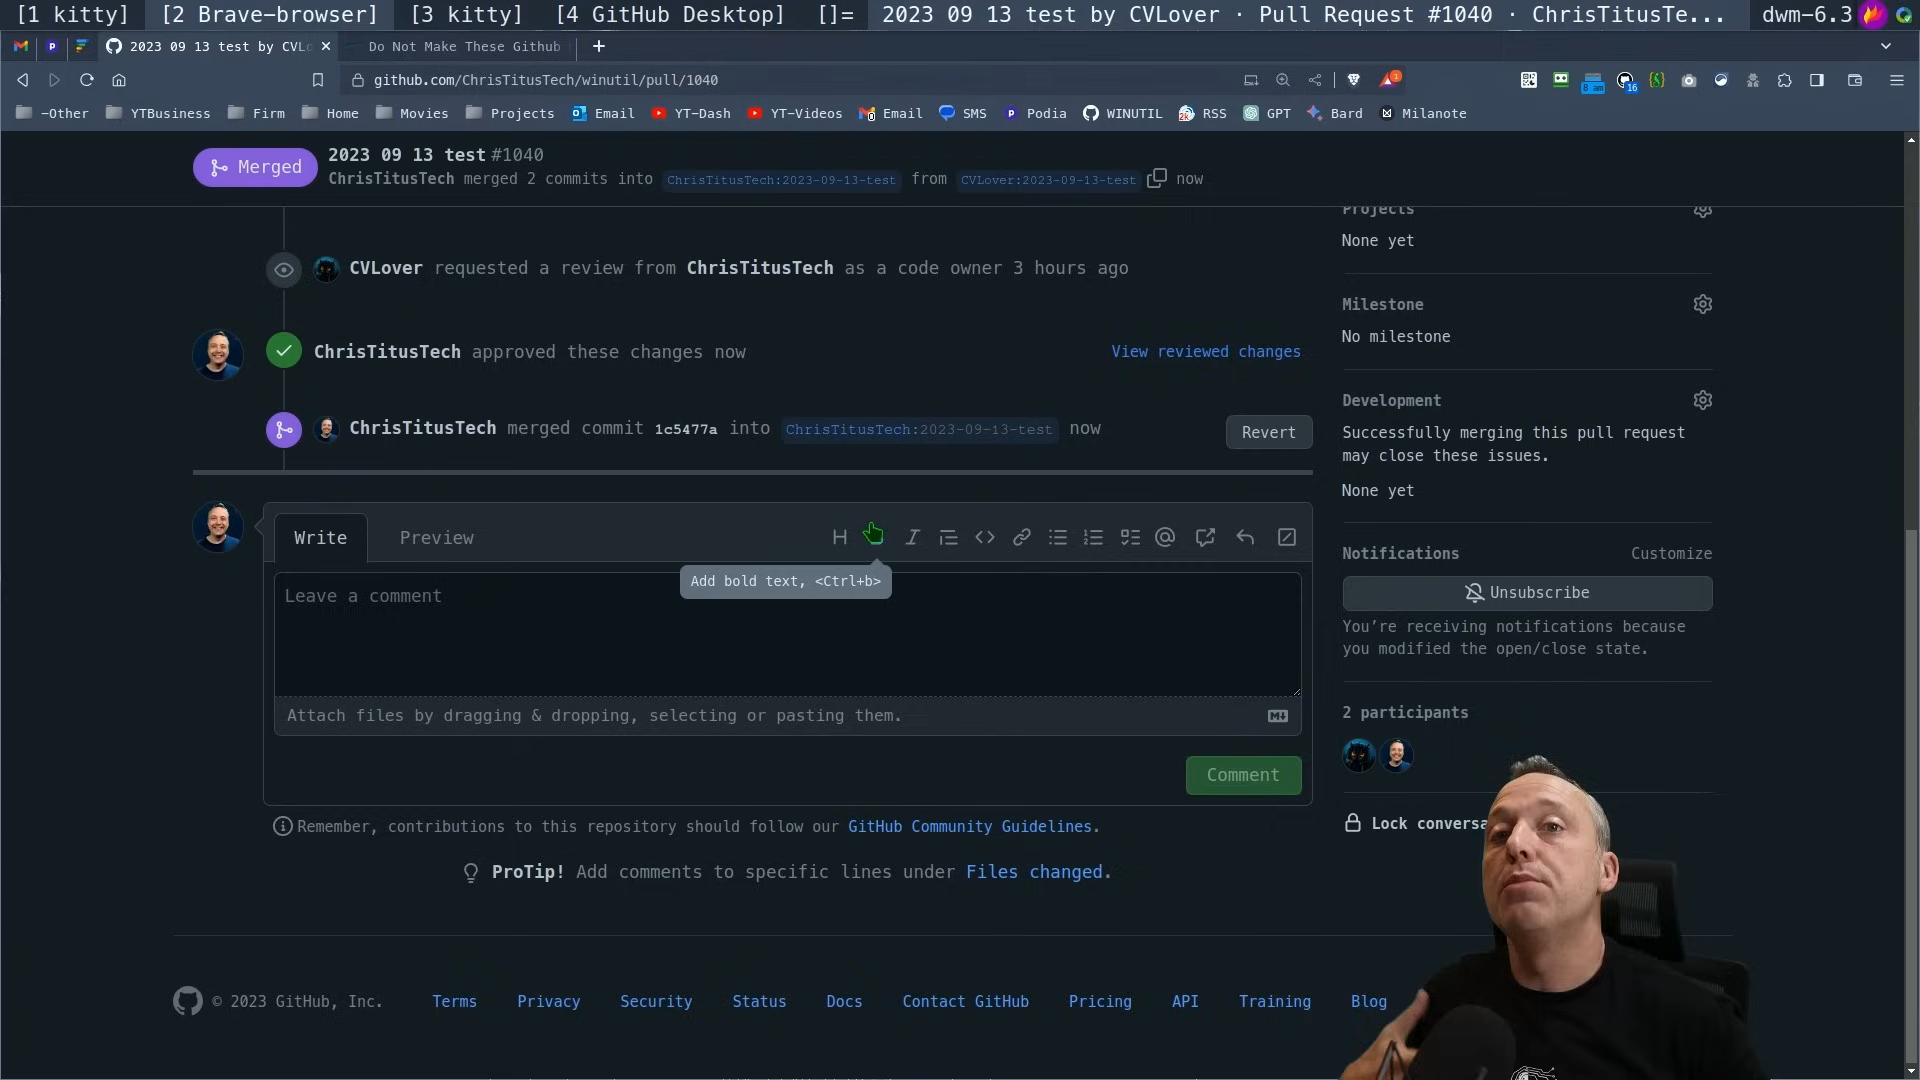 [1 kitty] [2 Brave-browser] [3 kitty] [4 GitHub Desktop] []= 2023 09 13 test by CVLover · Pull Request #1040 · ChrisTitusTe... dwm-6.3
2023 09 13 test by CVLo Do Not Make These Github
github.com/ChrisTitusTech/winutil/pull/1040
1
8 am
16
-Other YTBusiness Firm Home Movies Projects Email YT-Dash YT-Videos Email SMS Podia WINUTIL RSS GPT Bard Milanote
Merged
2023 09 13 test #1040
ChrisTitusTech merged 2 commits into ChrisTitusTech:2023-09-13-test from CVLover:2023-09-13-test now
CVLover requested a review from ChrisTitusTech as a code owner 3 hours ago
ChrisTitusTech approved these changes now
View reviewed changes
ChrisTitusTech merged commit 1c5477a into ChrisTitusTech:2023-09-13-test now
Revert
Write Preview
Add bold text, <Ctrl+b>
Leave a comment
Attach files by dragging & dropping, selecting or pasting them.
Comment
Remember, contributions to this repository should follow our GitHub Community Guidelines.
ProTip! Add comments to specific lines under Files changed.
Projects
None yet
Milestone
No milestone
Development
Successfully merging this pull request
may close these issues.
None yet
Notifications Customize
Unsubscribe
You're receiving notifications because
you modified the open/close state.
2 participants
Lock conversa
© 2023 GitHub, Inc. Terms Privacy Security Status Docs Contact GitHub Pricing API Training Blog